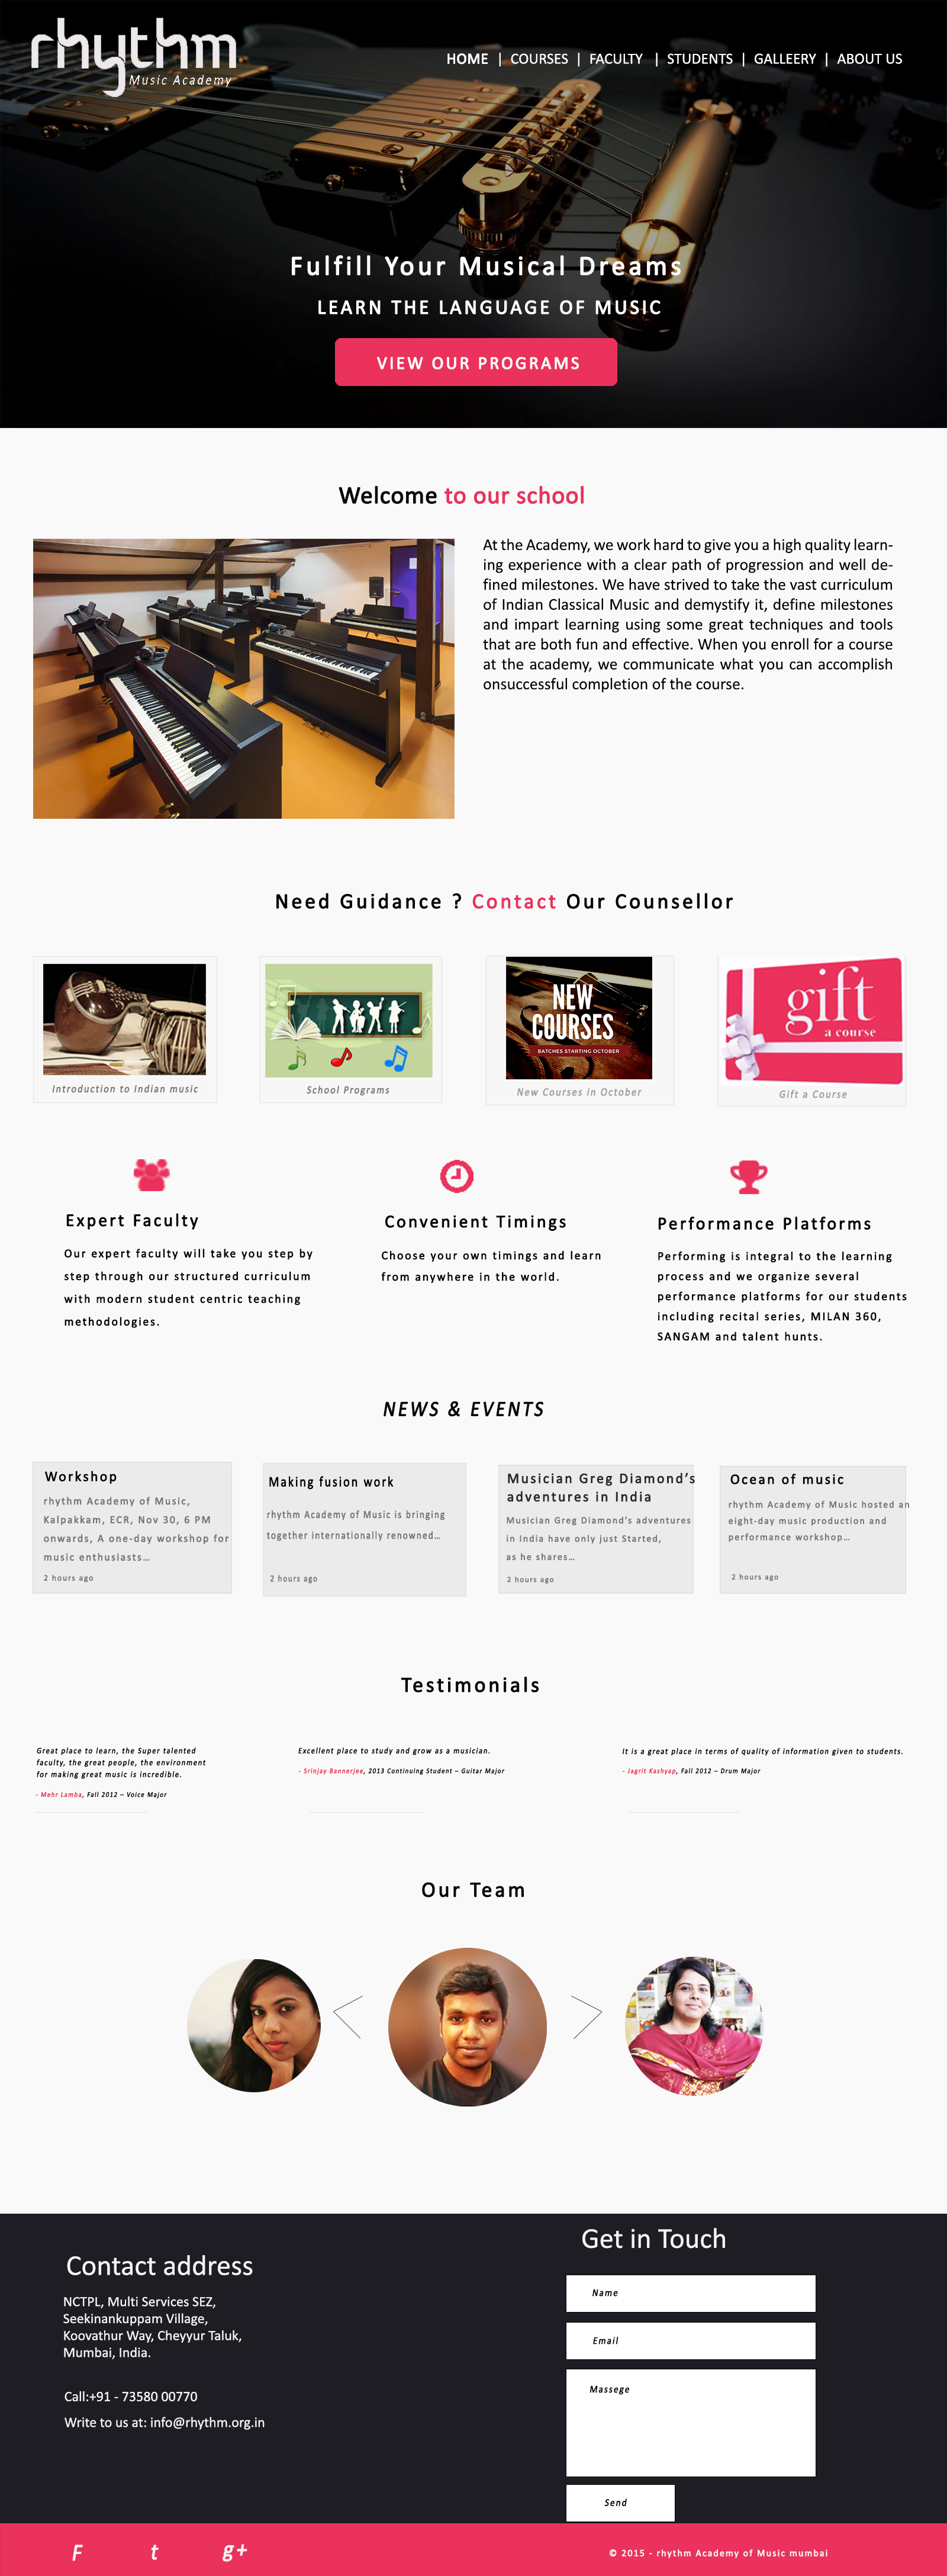 rhythm
Music Academy
HOME | COURSES | FACULTY | STUDENTS | GALLEERY | ABOUT US
Fulfill Your Musical Dreams
LEARN THE LANGUAGE OF MUSIC
VIEW OUR PROGRAMS
Welcome to our school
At the Academy, we work hard to give you a high quality learn-
ing experience with a clear path of progression and well de-
fined milestones. We have strived to take the vast curriculum
of Indian Classical Music and demystify it, define milestones
and impart learning using some great techniques and tools
that are both fun and effective. When you enroll for a course
at the academy, we communicate what you can accomplish
onsuccessful completion of the course.
Need Guidance ? Contact Our Counsellor
Introduction to Indian music
School Programs
NEW
COURSES
BATCHES STARTING OCTOBER
New Courses in October
gift
a course
Gift a Course
Expert Faculty
Our expert faculty will take you step by
step through our structured curriculum
with modern student centric teaching
methodologies.
Convenient Timings
Choose your own timings and learn
from anywhere in the world.
Performance Platforms
Performing is integral to the learning
process and we organize several
performance platforms for our students
including recital series, MILAN 360,
SANGAM and talent hunts.
NEWS & EVENTS
Workshop
rhythm Academy of Music,
Kalpakkam, ECR, Nov 30, 6 PM
onwards, A one-day workshop for
music enthusiasts…
2 hours ago
Making fusion work
rhythm Academy of Music is bringing
together internationally renowned…
2 hours ago
Musician Greg Diamond’s
adventures in India
Musician Greg Diamond’s adventures
in India have only just Started,
as he shares…
2 hours ago
Ocean of music
rhythm Academy of Music hosted an
eight-day music production and
performance workshop…
2 hours ago
Testimonials
Great place to learn, the Super talented
faculty, the great people, the environment
for making great music is incredible.
- Mehr Lamba, Fall 2012 – Voice Major
Excellent place to study and grow as a musician.
- Srinjay Bannerjee, 2013 Continuing Student – Guitar Major
It is a great place in terms of quality of information given to students.
- Jagrit Kashyap, Fall 2012 – Drum Major
Our Team
Contact address
NCTPL, Multi Services SEZ,
Seekinankuppam Village,
Koovathur Way, Cheyyur Taluk,
Mumbai, India.
Call:+91 - 73580 00770
Write to us at: info@rhythm.org.in
Get in Touch
Name
Email
Massege
Send
F t g+
© 2015 - rhythm Academy of Music mumbai